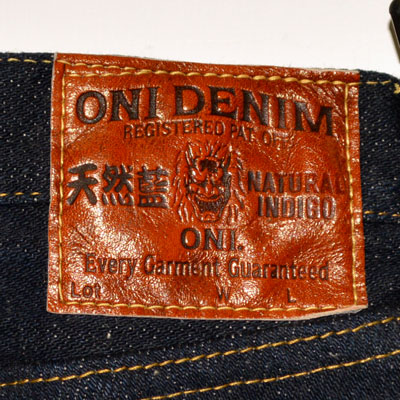 ONI DENIM
REGISTERED PAT. OFF.
天然藍 NATURAL
INDIGO
ONI.
Every Garment Guaranteed
Lot W L